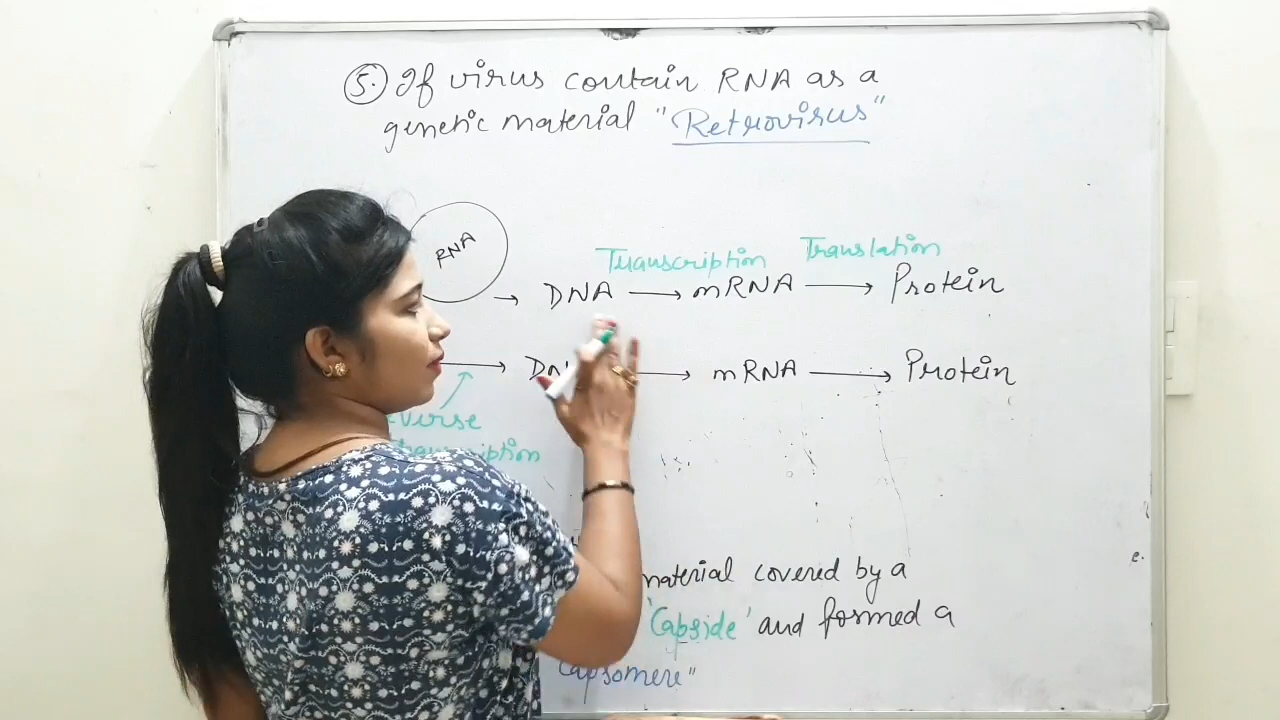 5. If virus contain RNA as a
genetic material "Retrovirus"
RNA
Transcription Translation
→ DNA → mRNA → Protein
→ mRNA → Protein
material covered by a
'Capside' and formed a
Capsomere"
e.